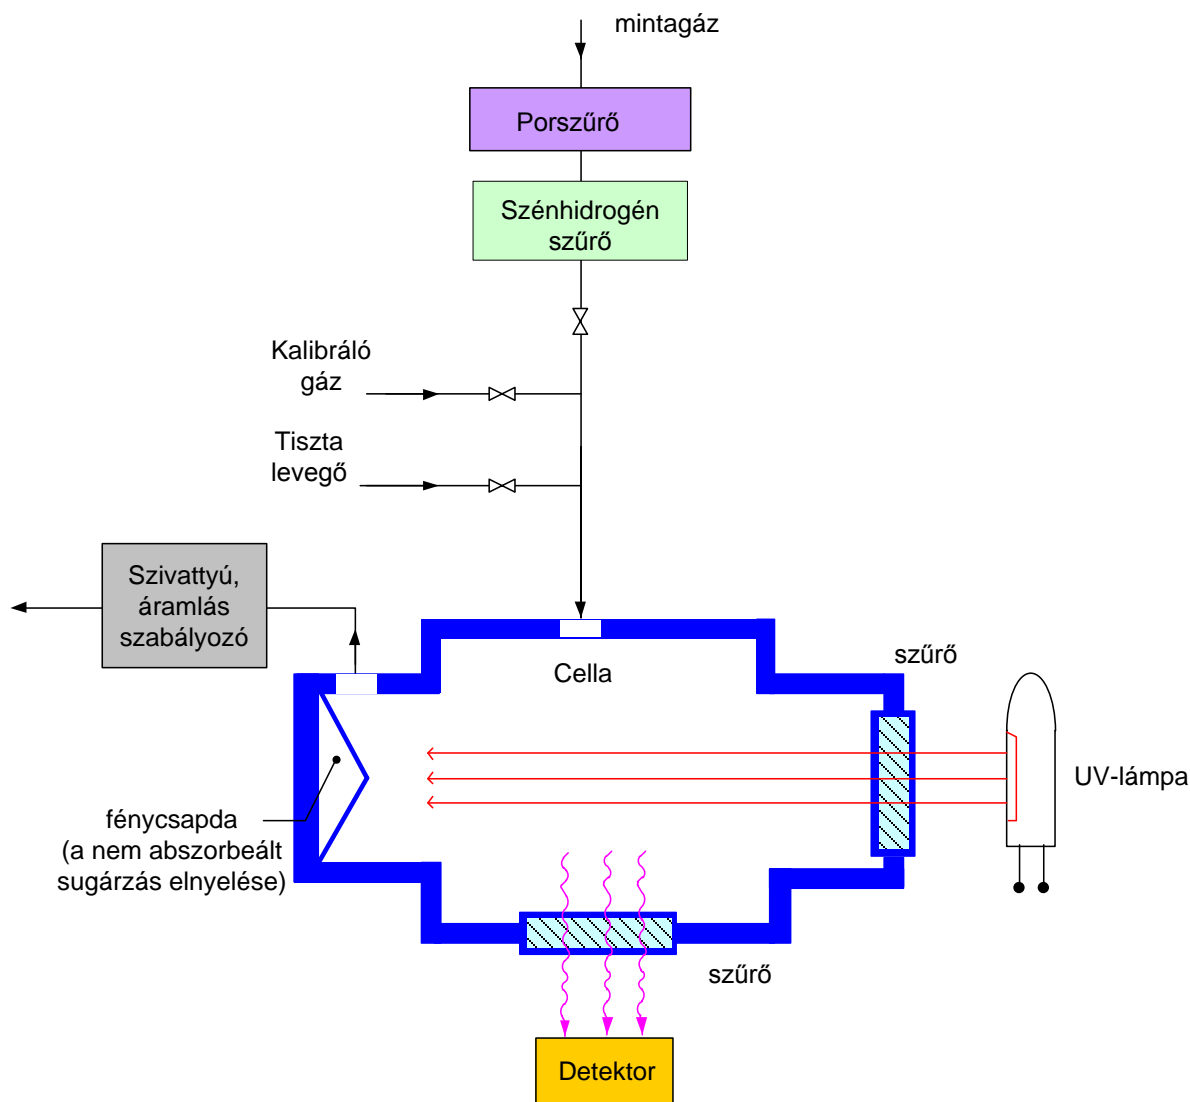 mintagáz
Porszűrő
Szénhidrogén
szűrő
Kalibráló
gáz
Tiszta
levegő
Szivattyú,
áramlás
szabályozó
Cella
szűrő
UV-lámpa
fénycsapda
(a nem abszorbeált
sugárzás elnyelése)
szűrő
Detektor